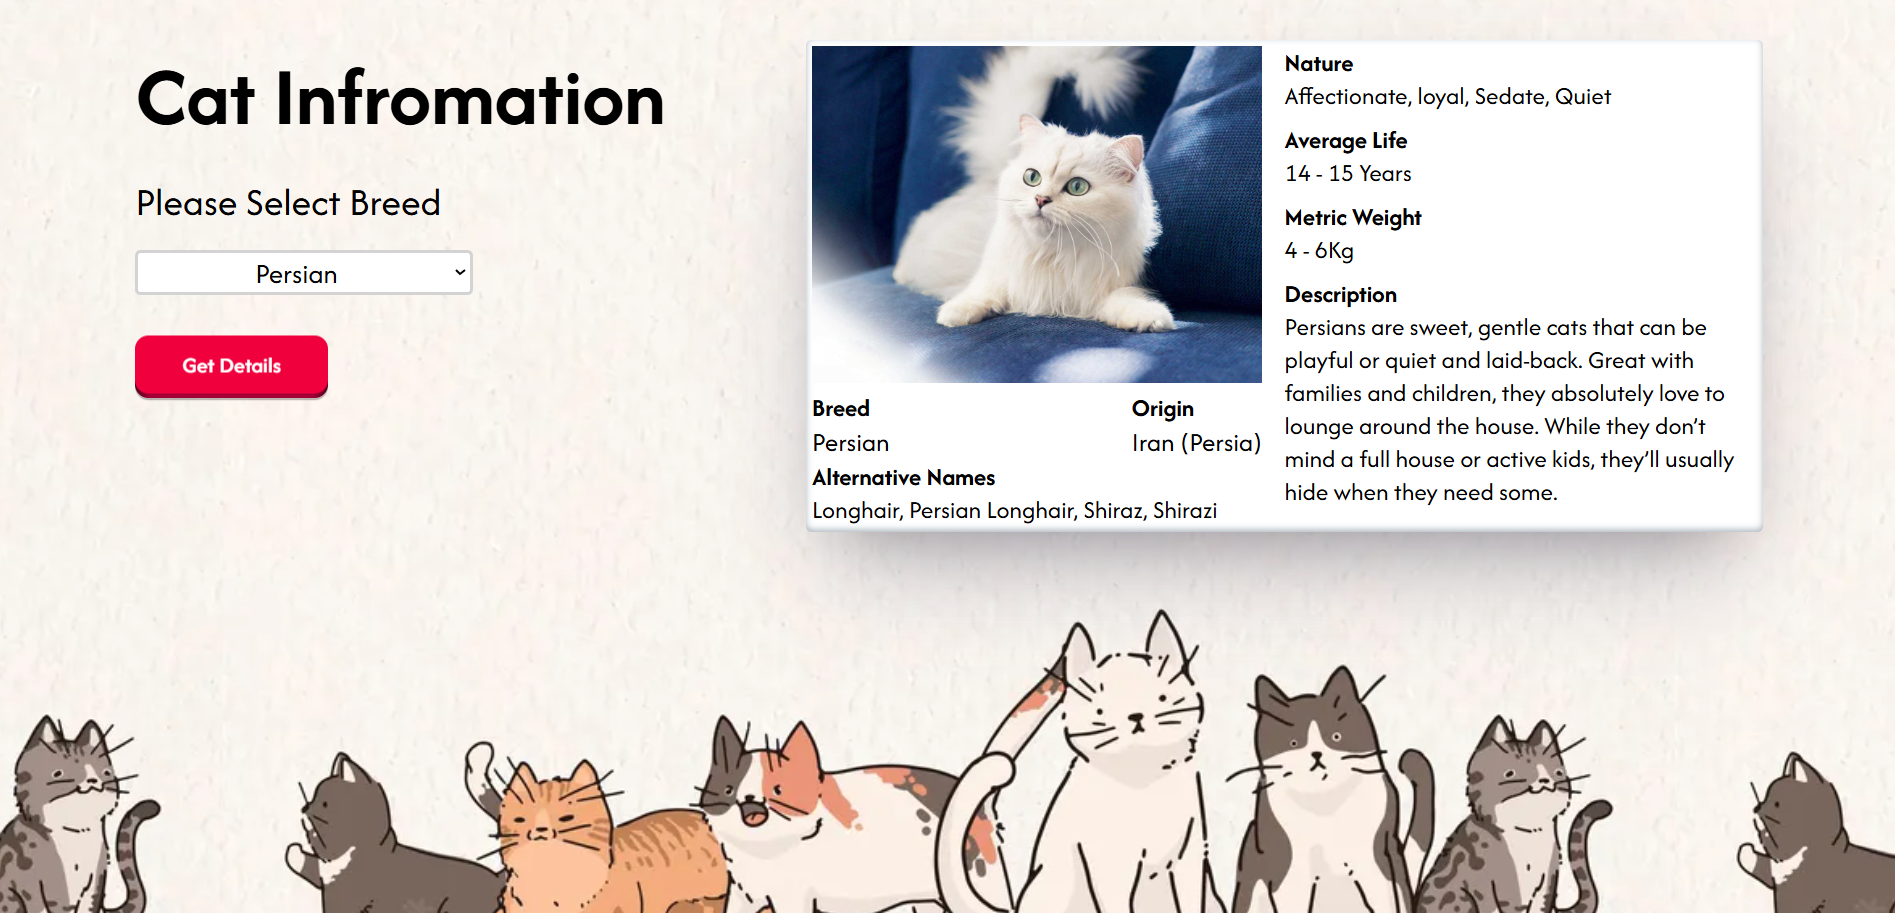 Cat Infromation
Please Select Breed
Persian
Get Details
Breed
Persian
Origin
Iran (Persia)
Alternative Names
Longhair, Persian Longhair, Shiraz, Shirazi
Nature
Affectionate, loyal, Sedate, Quiet
Average Life
14 - 15 Years
Metric Weight
4 - 6Kg
Description
Persians are sweet, gentle cats that can be
playful or quiet and laid-back. Great with
families and children, they absolutely love to
lounge around the house. While they don’t
mind a full house or active kids, they’ll usually
hide when they need some.